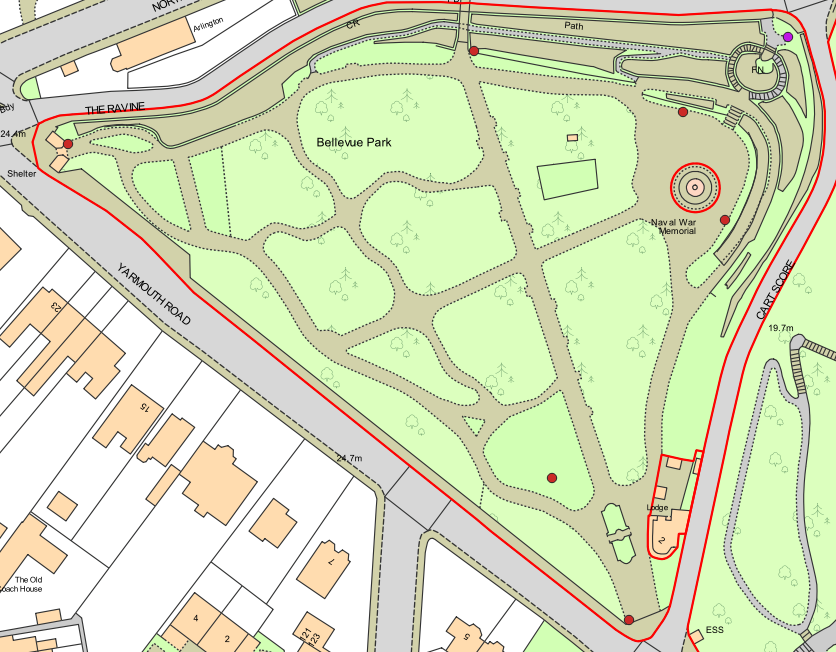 Arlington
CR
Path
FN
THE RAVINE
24.4m
Bellevue Park
Shelter
Naval War
Memorial
YARMOUTH ROAD
CART SCORE
19.7m
23
15
24.7m
Lodge
2
7
The Old
Coach House
4
2
21
23
5
ESS